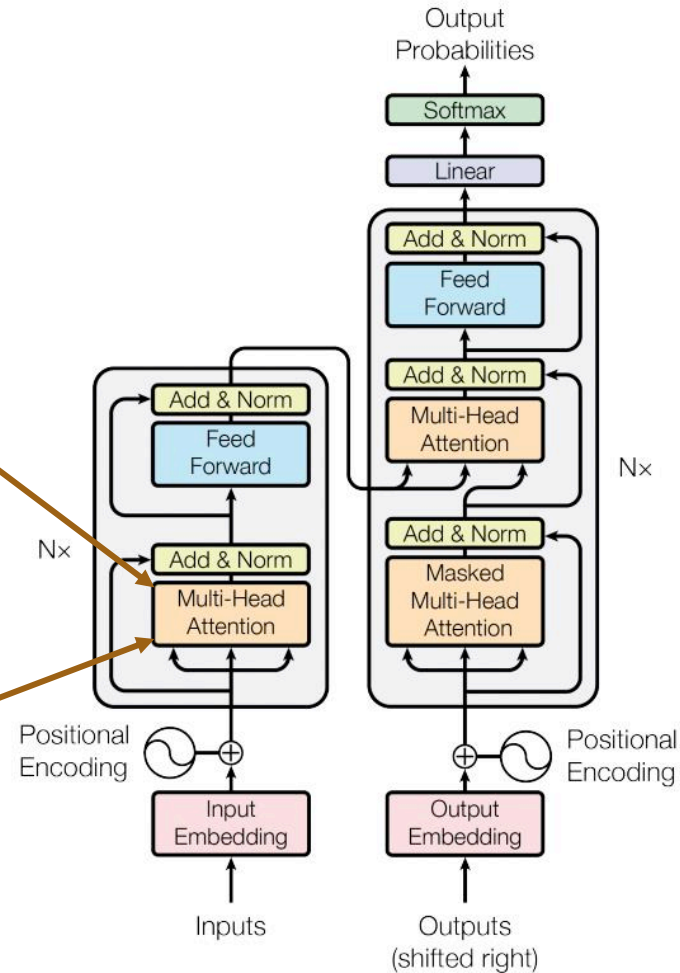 Output
Probabilities
Softmax
Linear
Add & Norm
Feed
Forward
Add & Norm
Multi-Head
Attention
Add & Norm
Masked
Multi-Head
Attention
Nx
Add & Norm
Feed
Forward
Add & Norm
Multi-Head
Attention
Nx
Positional
Encoding
Positional
Encoding
Input
Embedding
Output
Embedding
Inputs
Outputs
(shifted right)